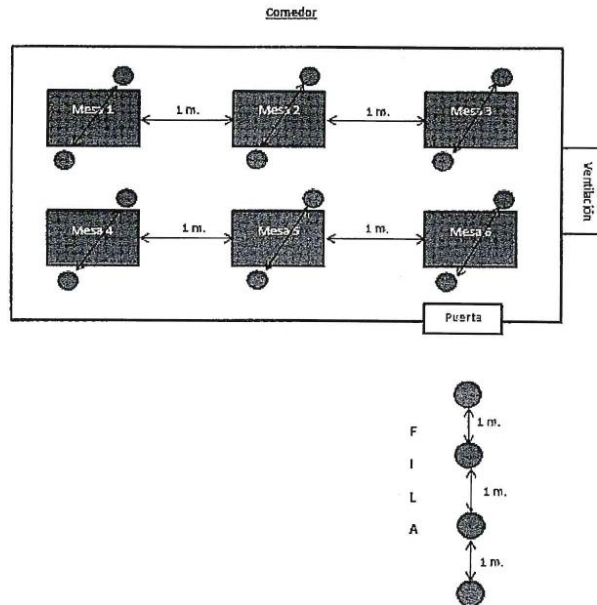 Comedor
Mesa 1
1 m.
Mesa 2
1 m.
Mesa 3
Ventilación
Mesa 4
1 m.
Mesa 5
1 m.
Mesa 6
Puerta
F
I
L
A
1 m.
1 m.
1 m.